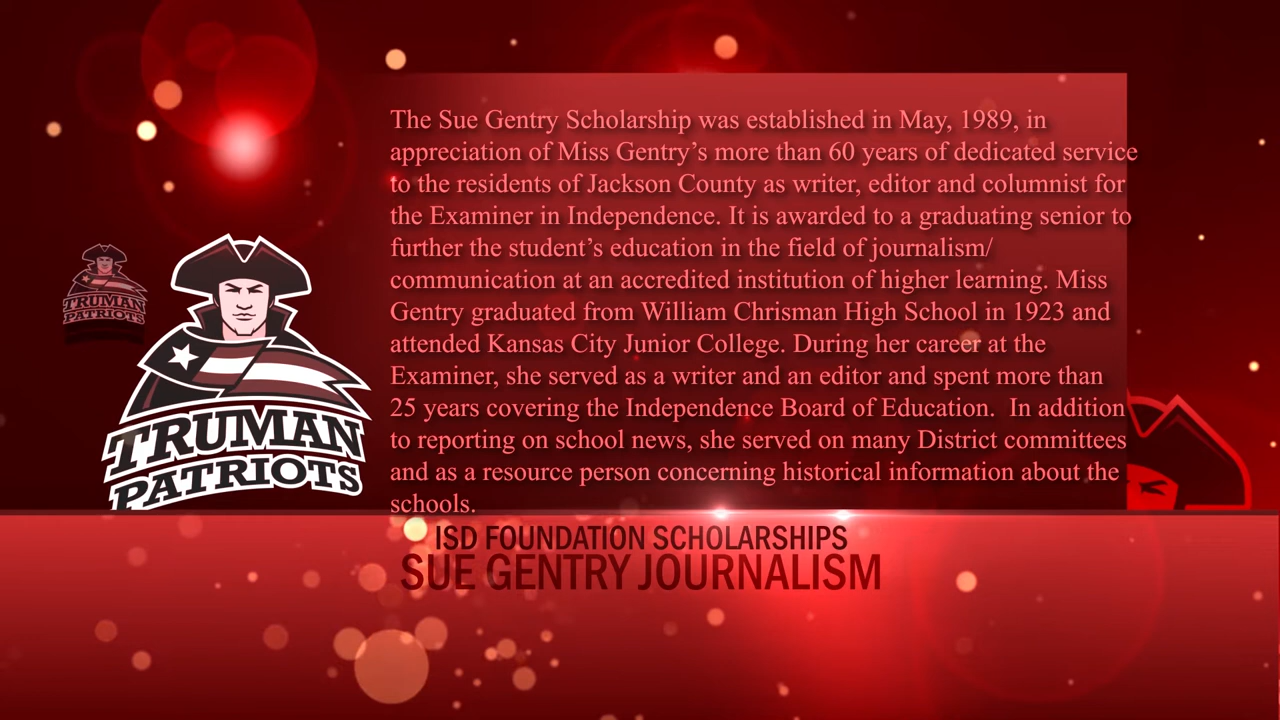 The Sue Gentry Scholarship was established in May, 1989, in
appreciation of Miss Gentry’s more than 60 years of dedicated service
to the residents of Jackson County as writer, editor and columnist for
the Examiner in Independence. It is awarded to a graduating senior to
further the student’s education in the field of journalism/
communication at an accredited institution of higher learning. Miss
Gentry graduated from William Chrisman High School in 1923 and
attended Kansas City Junior College. During her career at the
Examiner, she served as a writer and an editor and spent more than
25 years covering the Independence Board of Education.  In addition
to reporting on school news, she served on many District committees
and as a resource person concerning historical information about the
schools.
TRUMAN
PATRIOTS
TRUMAN
PATRIOTS
ISD FOUNDATION SCHOLARSHIPS
SUE GENTRY JOURNALISM